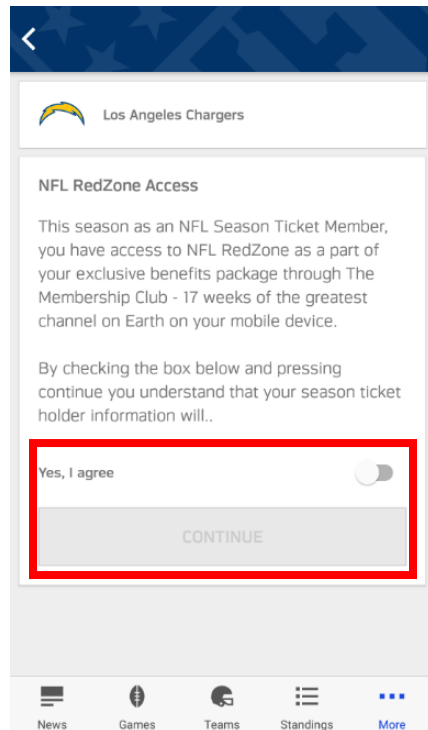 Los Angeles Chargers
NFL RedZone Access
This season as an NFL Season Ticket Member,
you have access to NFL RedZone as a part of
your exclusive benefits package through The
Membership Club - 17 weeks of the greatest
channel on Earth on your mobile device.
By checking the box below and pressing
continue you understand that your season ticket
holder information will..
Yes, I agree
CONTINUE
News Games Teams Standings More